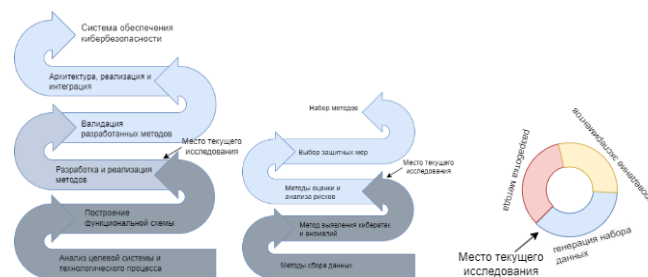 Система обеспечения
кибербезопасности
Архитектура, реализация и
интеграция
Валидация
разработанных методов
Место текущего
исследования
Разработка и реализация
методов
Построение
функциональной схемы
Анализ целевой системы и
технологического процесса
Набор методов
Выбор защитных мер
Место текущего
исследования
Методы оценки и
анализа рисков
Метод выявления кибератак
и аномалий
Методы сбора данных
разработка метода
проведение экспериментов
генерация набора
данных
Место текущего
исследования